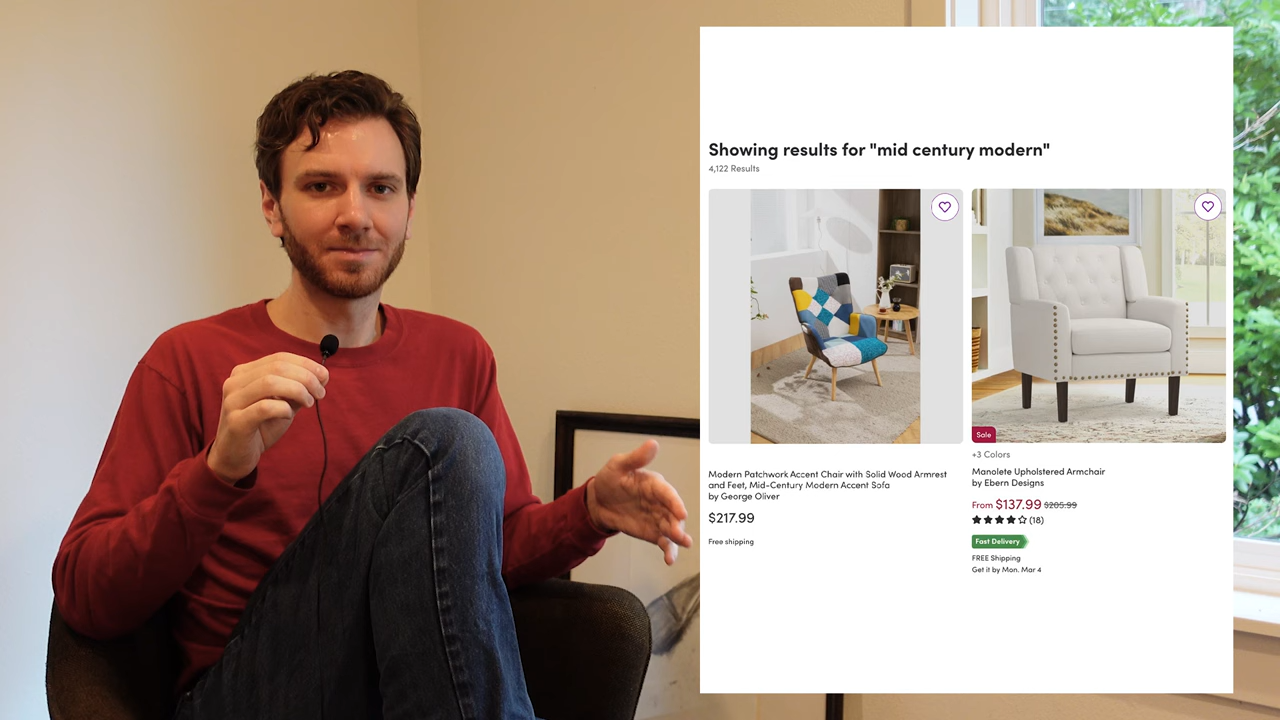 Showing results for "mid century modern"
4,122 Results
Modern Patchwork Accent Chair with Solid Wood Armrest
and Feet, Mid-Century Modern Accent Sofa
by George Oliver
$217.99
Free shipping
Sale
+3 Colors
Manolete Upholstered Armchair
by Ebern Designs
From $137.99 $205.99
(18)
Fast Delivery
FREE Shipping
Get it by Mon. Mar 4